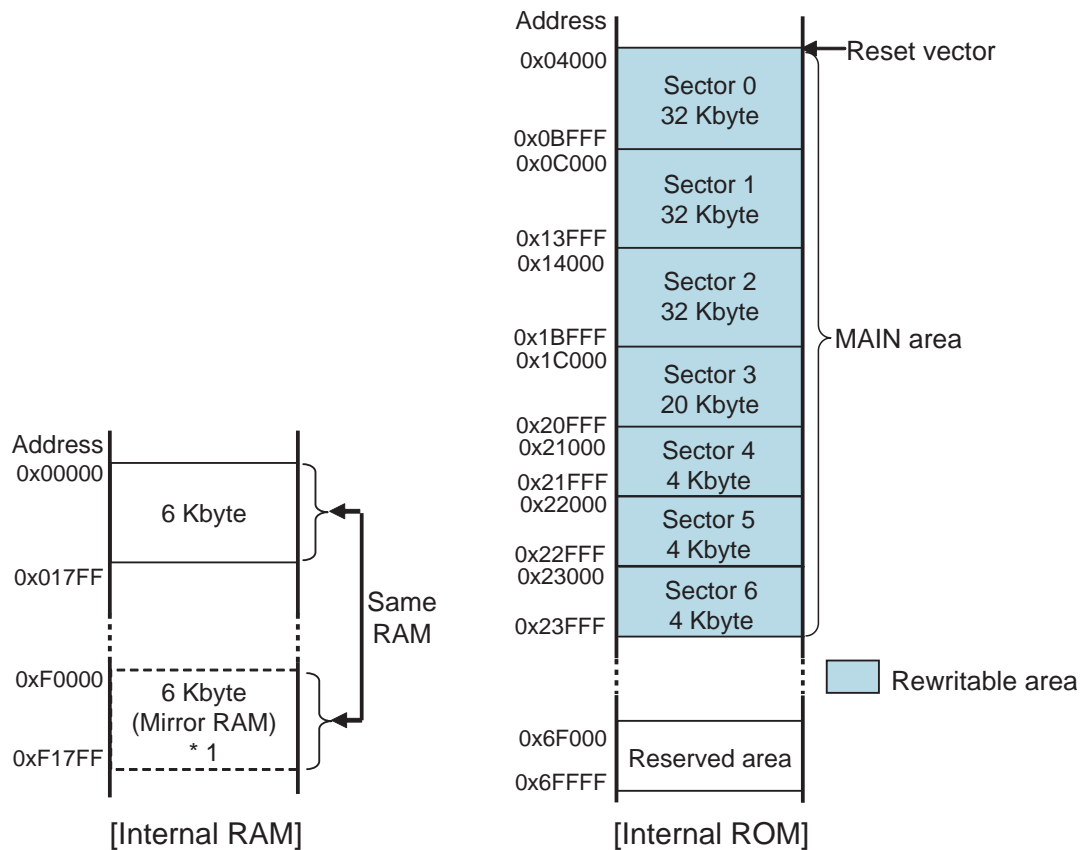 Address
0x00000
6 Kbyte
0x017FF
Same
RAM
0xF0000
6 Kbyte
(Mirror RAM)
* 1
0xF17FF
[Internal RAM]
Address
Reset vector
0x04000
Sector 0
32 Kbyte
0x0BFFF
0x0C000
Sector 1
32 Kbyte
0x13FFF
0x14000
Sector 2
32 Kbyte
0x1BFFF
MAIN area
0x1C000
Sector 3
20 Kbyte
0x20FFF
0x21000
Sector 4
4 Kbyte
0x21FFF
0x22000
Sector 5
4 Kbyte
0x22FFF
0x23000
Sector 6
4 Kbyte
0x23FFF
Rewritable area
0x6F000
Reserved area
0x6FFFF
[Internal ROM]